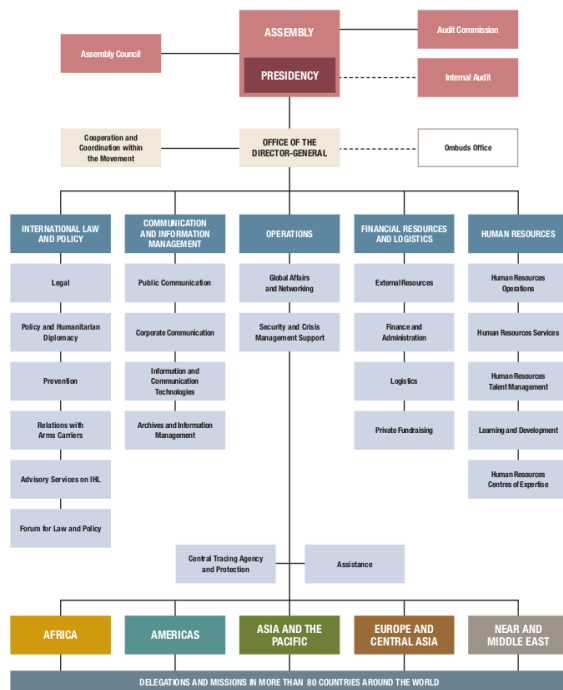 ASSEMBLY
PRESIDENCY
Assembly Council
Audit Commission
Internal Audit
Cooperation and
Coordination within
the Movement
OFFICE OF THE
DIRECTOR-GENERAL
Ombuds Office
INTERNATIONAL LAW
AND POLICY
Legal
Policy and Humanitarian
Diplomacy
Prevention
Relations with
Arms Carriers
Advisory Services on IHL
Forum for Law and Policy
COMMUNICATION
AND INFORMATION
MANAGEMENT
Public Communication
Corporate Communication
Information and
Communication
Technologies
Archives and Information
Management
OPERATIONS
Global Affairs
and Networking
Security and Crisis
Management Support
FINANCIAL RESOURCES
AND LOGISTICS
External Resources
Finance and
Administration
Logistics
Private Fundraising
HUMAN RESOURCES
Human Resources
Operations
Human Resources Services
Human Resources
Talent Management
Learning and Development
Human Resources
Centres of Expertise
Central Tracing Agency
and Protection
Assistance
AFRICA
AMERICAS
ASIA AND THE
PACIFIC
EUROPE AND
CENTRAL ASIA
NEAR AND
MIDDLE EAST
DELEGATIONS AND MISSIONS IN MORE THAN 80 COUNTRIES AROUND THE WORLD